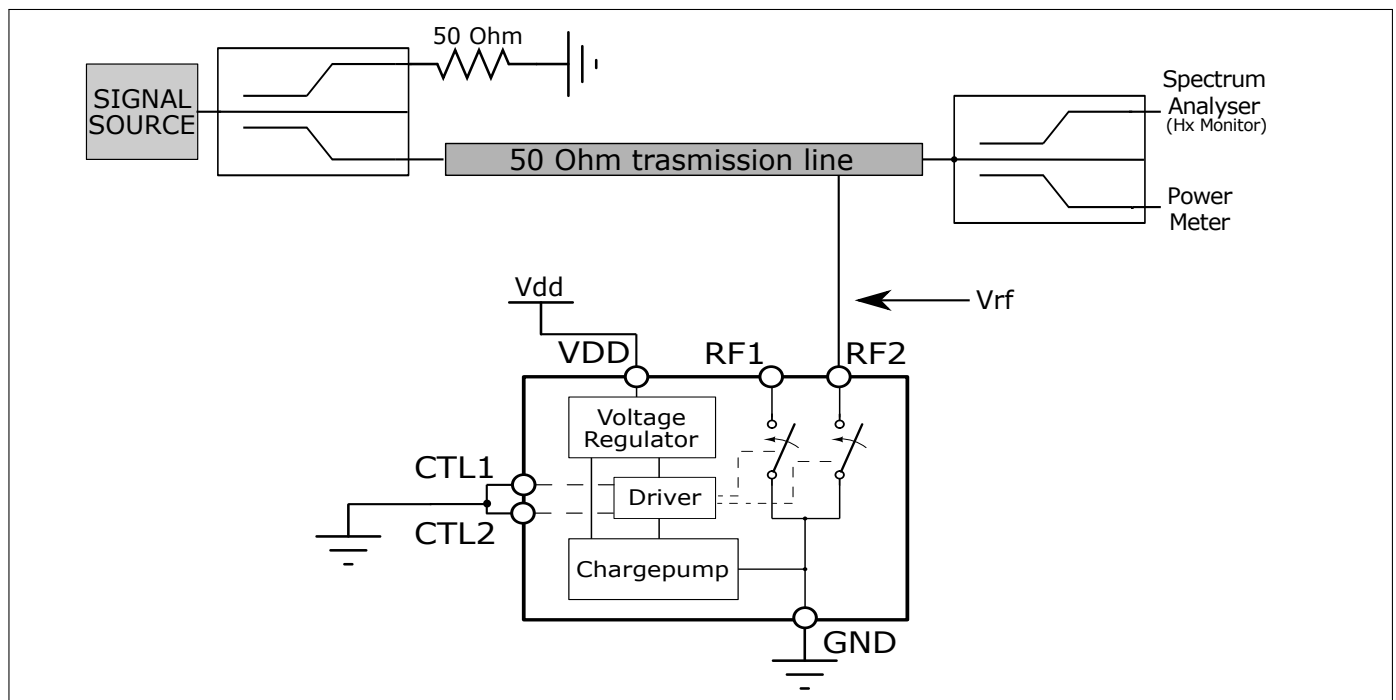 50 Ohm
SIGNAL
SOURCE
Spectrum
Analyser
(Hx Monitor)
50 Ohm trasmission line
Power
Meter
Vdd
Vrf
VDD
RF1
RF2
Voltage
Regulator
CTL1
Driver
CTL2
Chargepump
GND